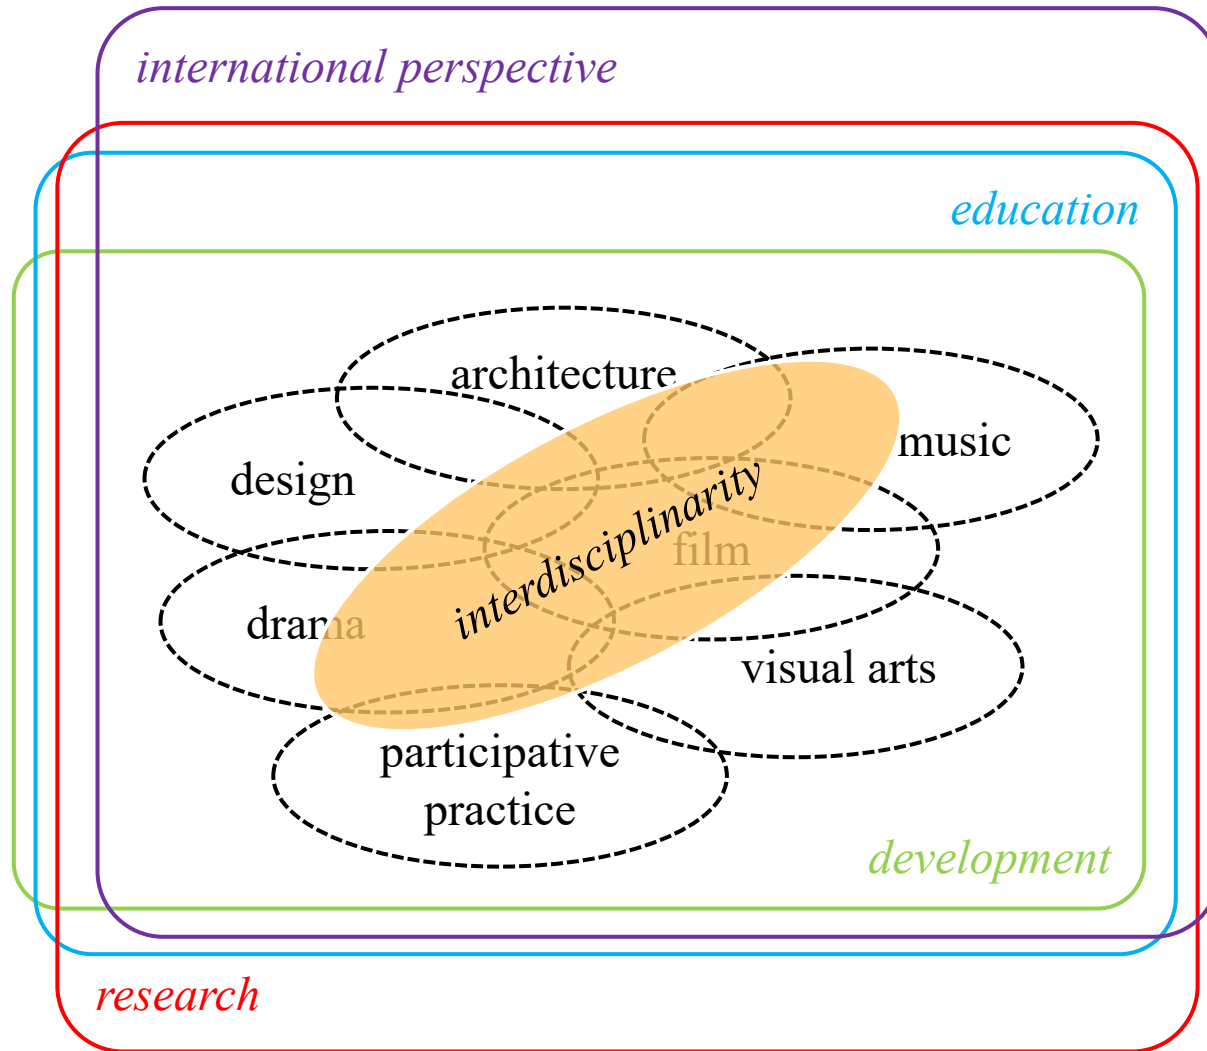 international perspective
education
architecture
music
design
interdisciplinarity
film
drama
visual arts
participative
practice
development
research